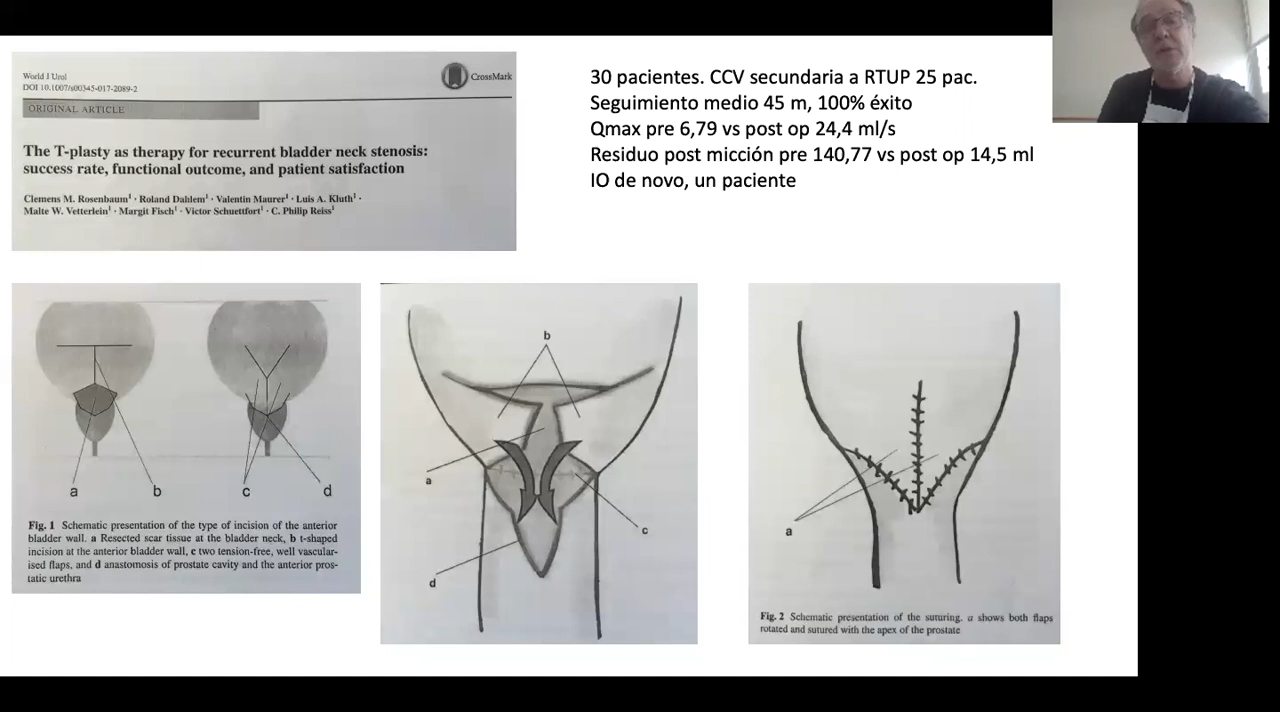 World J Urol
DOI 10.1007/s00345-017-2089-2
CrossMark
ORIGINAL ARTICLE
The T-plasty as therapy for recurrent bladder neck stenosis:
success rate, functional outcome, and patient satisfaction
Clemens M. Rosenbaum¹ · Roland Dahlem¹ · Valentin Maurer¹ · Luis A. Kluth¹ ·
Malte W. Vetterlein¹ · Margit Fisch¹ · Victor Schuettfort¹ · C. Philip Reiss¹
30 pacientes. CCV secundaria a RTUP 25 pac.
Seguimiento medio 45 m, 100% éxito
Qmax pre 6,79 vs post op 24,4 ml/s
Residuo post micción pre 140,77 vs post op 14,5 ml
IO de novo, un paciente
a b c d
Fig. 1 Schematic presentation of the type of incision of the anterior
bladder wall. a Resected scar tissue at the bladder neck, b t-shaped
incision at the anterior bladder wall, c two tension-free, well vascular-
ised flaps, and d anastomosis of prostate cavity and the anterior pros-
tatic urethra
b
a
c
d
a
Fig. 2 Schematic presentation of the suturing. a shows both flaps
rotated and sutured with the apex of the prostate